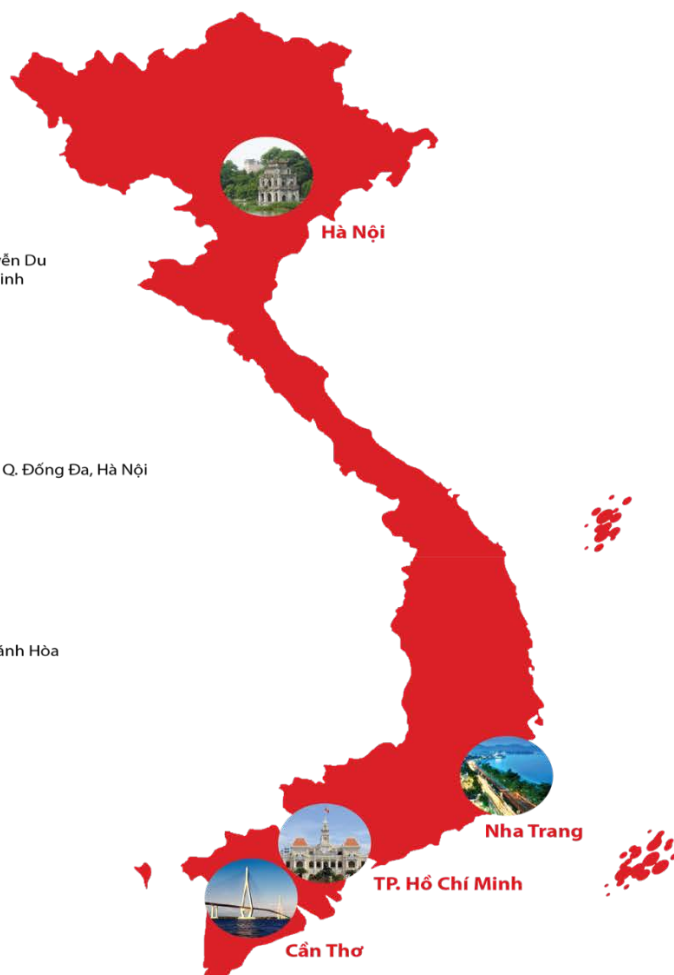 Hà Nội
Du
Q. Đống Đa, Hà Nội
Hòa
Nha Trang
TP. Hồ Chí Minh
Cần Thơ